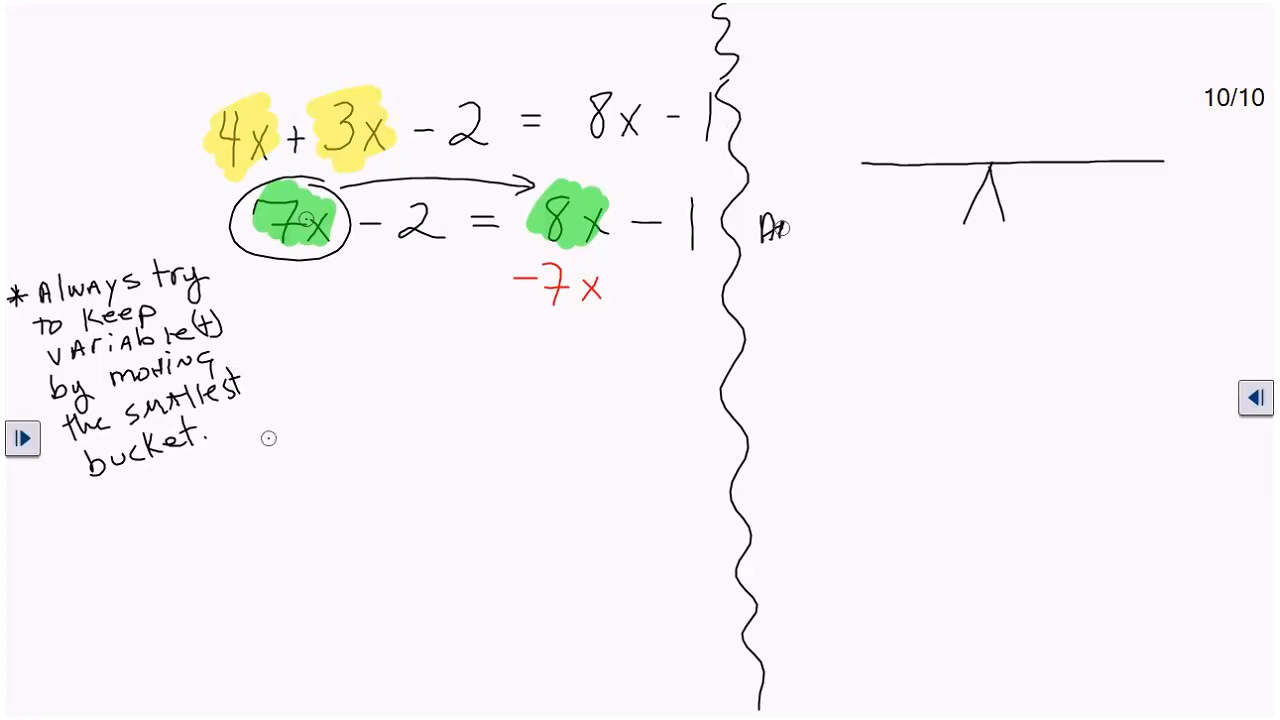 4x + 3x - 2 = 8x - 1
10/10
7x - 2 = 8x - 1
-7x
* Always try
to keep
variable(+)
by moving
the smallest
bucket.